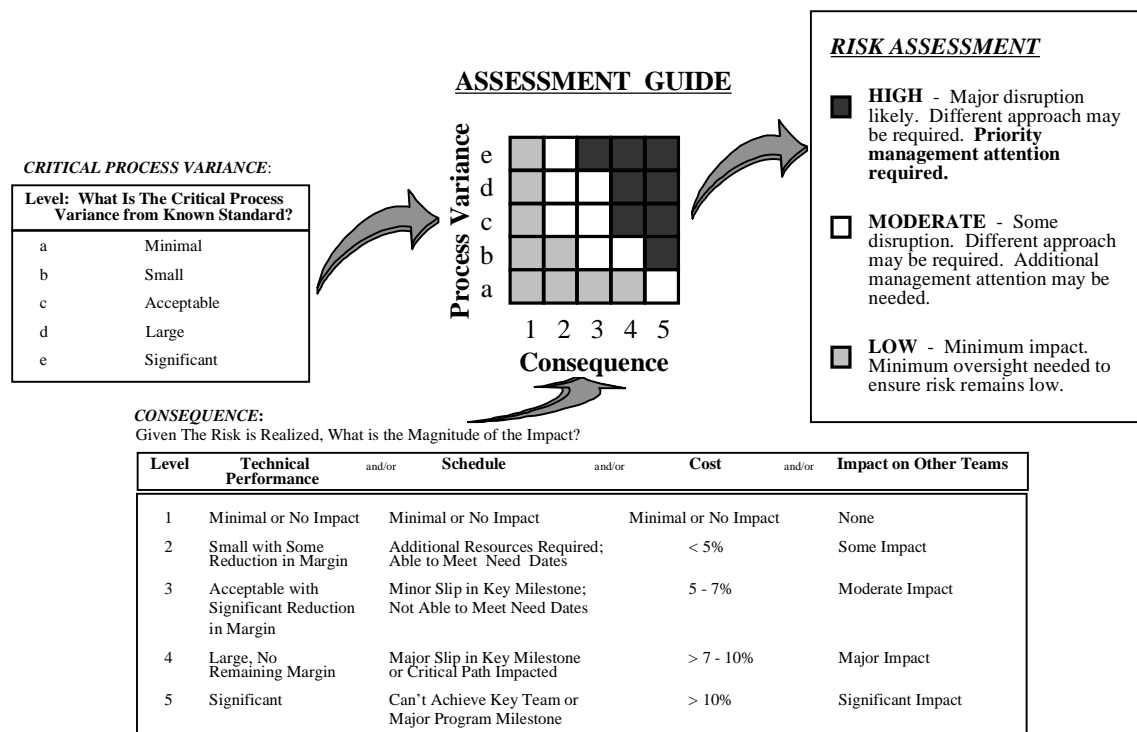 RISK ASSESSMENT
HIGH - Major disruption
likely. Different approach may
be required. Priority
management attention
required.
MODERATE - Some
disruption. Different approach
may be required. Additional
management attention may be
needed.
LOW - Minimum impact.
Minimum oversight needed to
ensure risk remains low.
ASSESSMENT GUIDE
Process Variance
e
d
c
b
a
1 2 3 4 5
Consequence
CRITICAL PROCESS VARIANCE:
Level: What Is The Critical Process
Variance from Known Standard?
a Minimal
b Small
c Acceptable
d Large
e Significant
CONSEQUENCE:
Given The Risk is Realized, What is the Magnitude of the Impact?
Level Technical and/or Schedule and/or Cost and/or Impact on Other Teams
Performance
1 Minimal or No Impact Minimal or No Impact Minimal or No Impact None
2 Small with Some Additional Resources Required; < 5% Some Impact
Reduction in Margin Able to Meet Need Dates
3 Acceptable with Minor Slip in Key Milestone; 5 - 7% Moderate Impact
Significant Reduction Not Able to Meet Need Dates
in Margin
4 Large, No Major Slip in Key Milestone > 7 - 10% Major Impact
Remaining Margin or Critical Path Impacted
5 Significant Can't Achieve Key Team or > 10% Significant Impact
Major Program Milestone